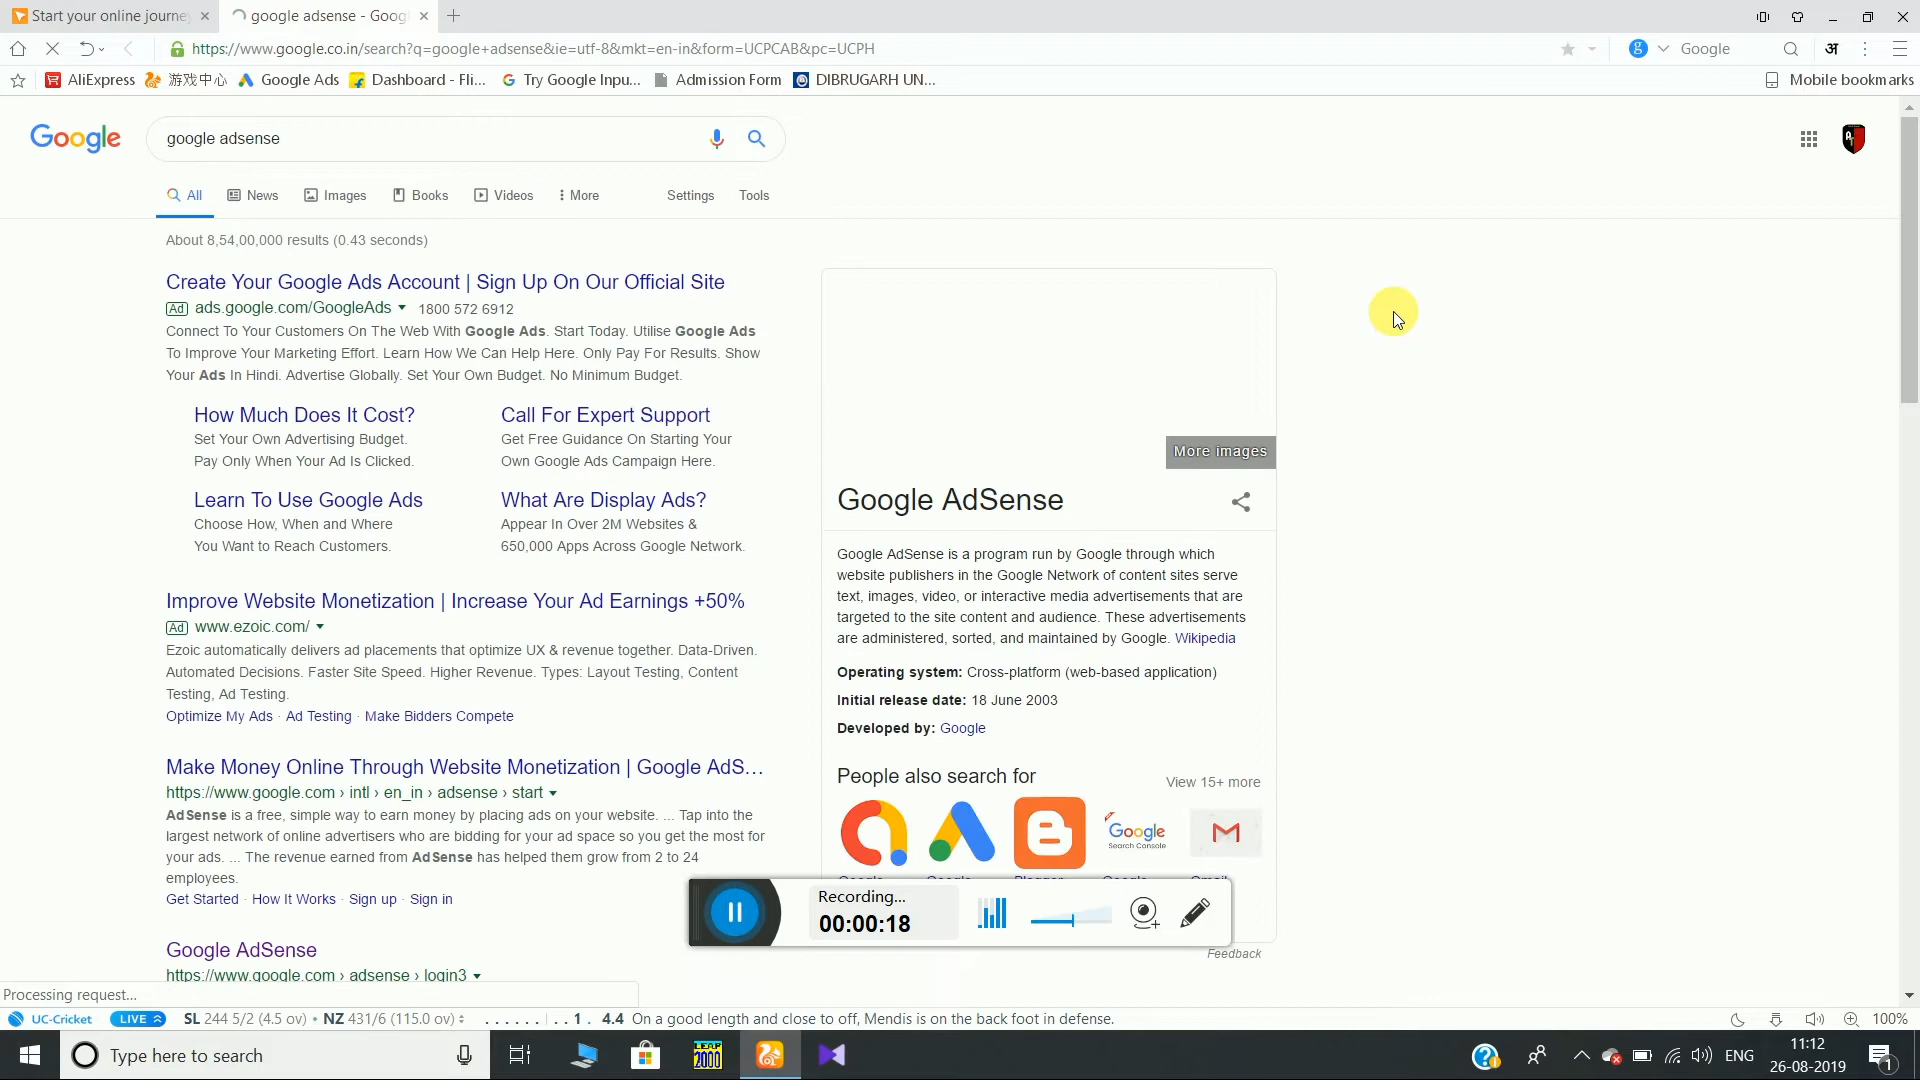 Start your online journe
google adsense - Goog
https://www.google.co.in/search?q=google+adsense&ie=utf-8&mkt=en-in&form=UCPCAB&pc=UCPH
Google
अ
AliExpress
游戏中心
Google Ads
Dashboard - Fli...
Try Google Inpu...
Admission Form
DIBRUGARH UN...
Mobile bookmarks
Google
google adsense
All
News
Images
Books
Videos
More
Settings
Tools
About 8,54,00,000 results (0.43 seconds)
Create Your Google Ads Account | Sign Up On Our Official Site
Ad ads.google.com/GoogleAds 1800 572 6912
Connect To Your Customers On The Web With Google Ads. Start Today. Utilise Google Ads
To Improve Your Marketing Effort. Learn How We Can Help Here. Only Pay For Results. Show
Your Ads In Hindi. Advertise Globally. Set Your Own Budget. No Minimum Budget.
How Much Does It Cost?
Set Your Own Advertising Budget.
Pay Only When Your Ad Is Clicked.
Call For Expert Support
Get Free Guidance On Starting Your
Own Google Ads Campaign Here.
Learn To Use Google Ads
Choose How, When and Where
You Want to Reach Customers.
What Are Display Ads?
Appear In Over 2M Websites &
650,000 Apps Across Google Network.
Improve Website Monetization | Increase Your Ad Earnings +50%
Ad www.ezoic.com/
Ezoic automatically delivers ad placements that optimize UX & revenue together. Data-Driven.
Automated Decisions. Faster Site Speed. Higher Revenue. Types: Layout Testing, Content
Testing, Ad Testing.
Optimize My Ads · Ad Testing · Make Bidders Compete
Make Money Online Through Website Monetization | Google AdS...
https://www.google.com › intl › en_in › adsense › start
AdSense is a free, simple way to earn money by placing ads on your website. ... Tap into the
largest network of online advertisers who are bidding for your ad space so you get the most for
your ads. ... The revenue earned from AdSense has helped them grow from 2 to 24
employees.
Get Started · How It Works · Sign up · Sign in
Google AdSense
https://www.google.com › adsense › login3
More images
Google AdSense
Google AdSense is a program run by Google through which
website publishers in the Google Network of content sites serve
text, images, video, or interactive media advertisements that are
targeted to the site content and audience. These advertisements
are administered, sorted, and maintained by Google. Wikipedia
Operating system: Cross-platform (web-based application)
Initial release date: 18 June 2003
Developed by: Google
People also search for
View 15+ more
Google
Search Console
Google
Google
Blogger
Google
Gmail
Recording...
00:00:18
Feedback
Processing request...
UC-Cricket
LIVE
SL 244 5/2 (4.5 ov) • NZ 431/6 (115.0 ov)
. . . . . . | . . 1 . 4.4 On a good length and close to off, Mendis is on the back foot in defense.
100%
Type here to search
LEAP
2000
ENG
11:12
26-08-2019
1